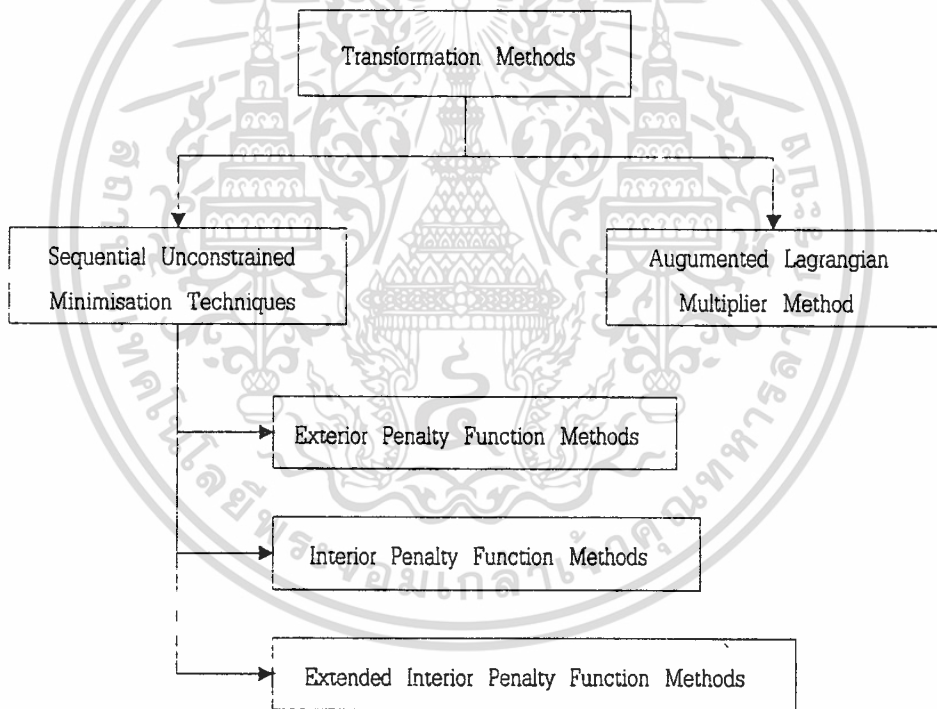 Transformation Methods
Sequential Unconstrained
Minimisation Techniques
Augumented Lagrangian
Multiplier Method
Exterior Penalty Function Methods
Interior Penalty Function Methods
Extended Interior Penalty Function Methods